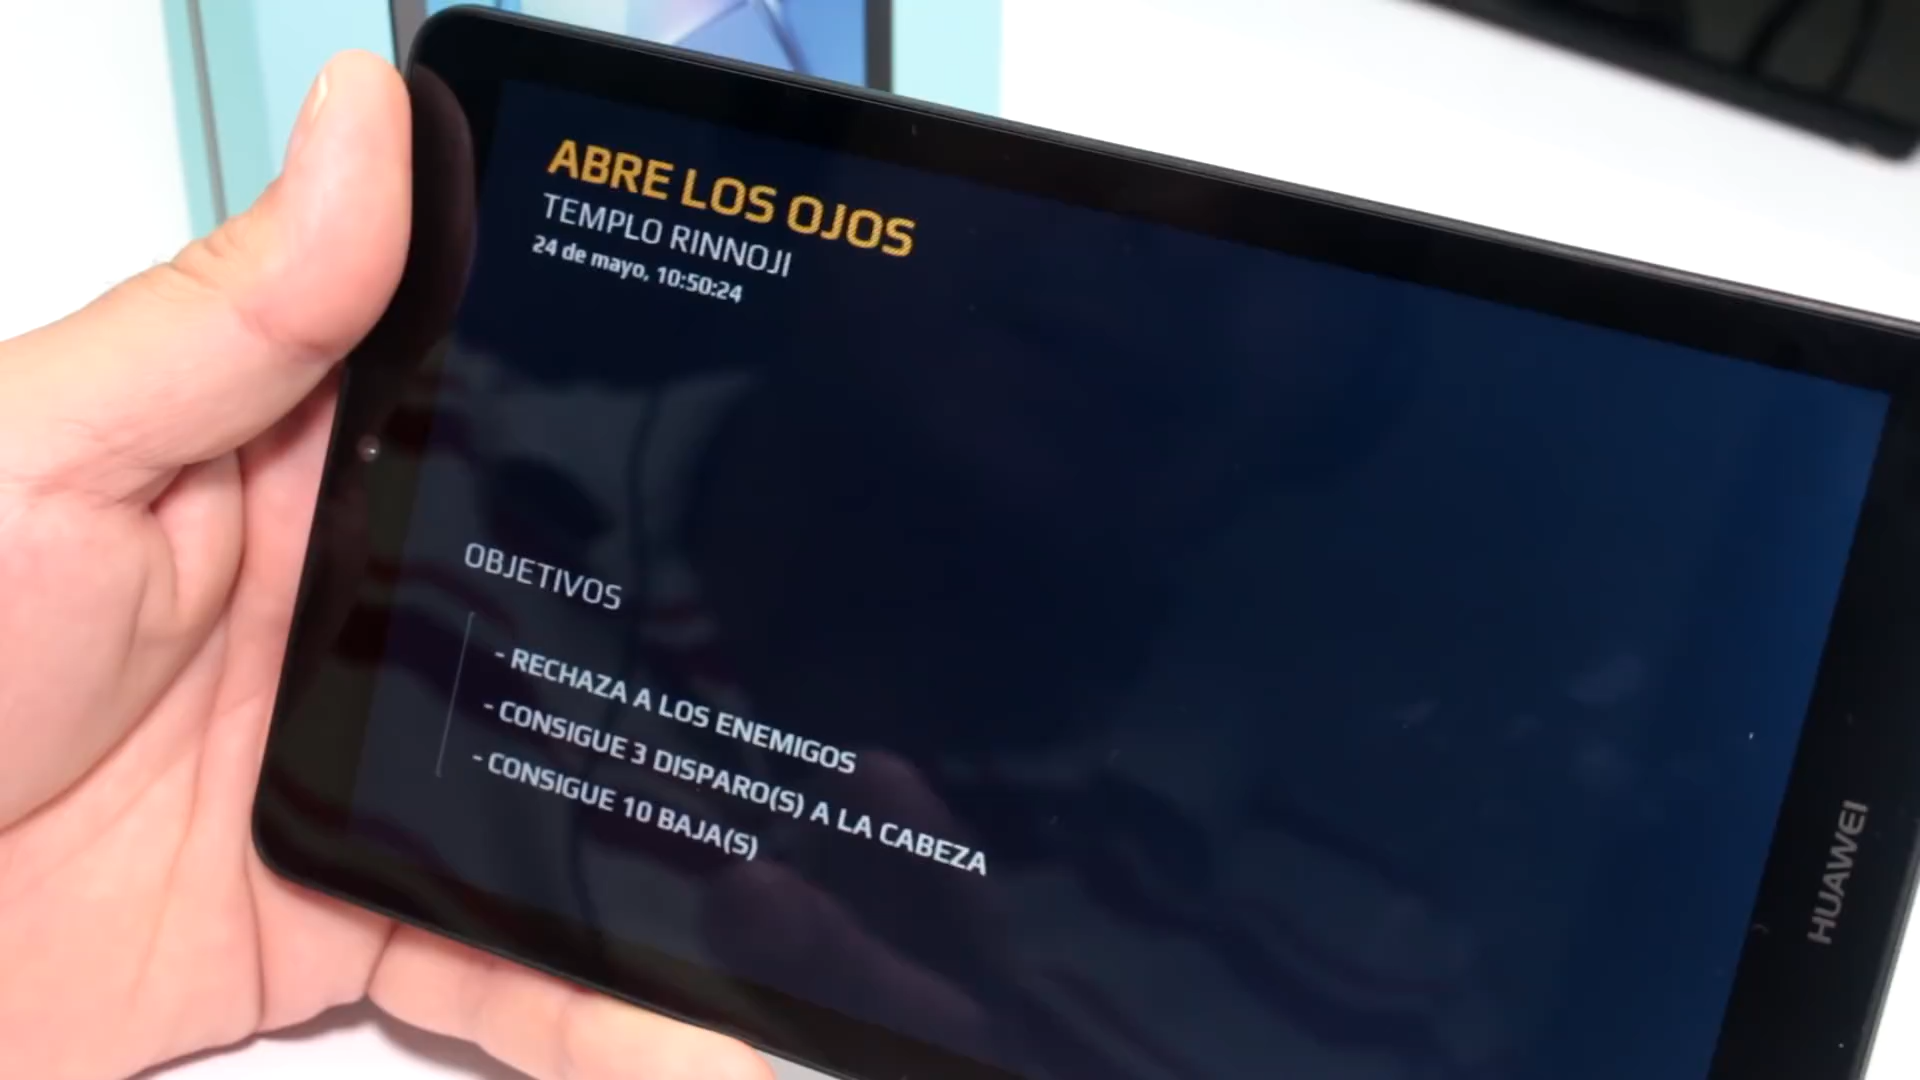 ABRE LOS OJOS
TEMPLO RINNOJI
24 de mayo, 10:50:24
OBJETIVOS
- RECHAZA A LOS ENEMIGOS
- CONSIGUE 3 DISPARO(S) A LA CABEZA
- CONSIGUE 10 BAJA(S)
HUAWEI